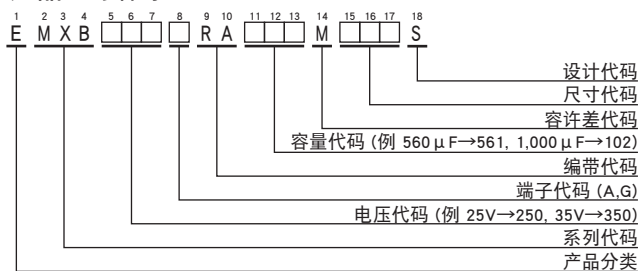 1 2 3 4 5 6 7 8 9 10 11 12 13 14 15 16 17 18
E M X B □□□ □ R A □□□ M □□□ S
设计代码
尺寸代码
容许差代码
容量代码 (例 560μF→561, 1,000μF→102)
编带代码
端子代码 (A,G)
电压代码 (例 25V→250, 35V→350)
系列代码
产品分类